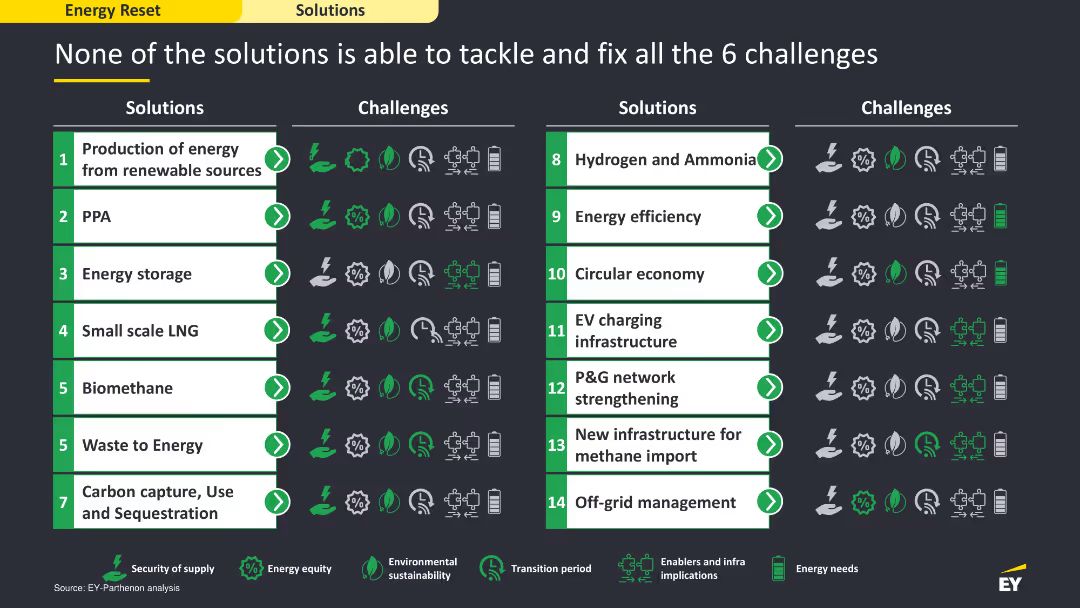 Energy Reset
Solutions
None of the solutions is able to tackle and fix all the 6 challenges
Solutions
Challenges
1
Production of energy
from renewable sources
2
PPA
%
3
Energy storage
%
4
Small scale LNG
%
5
Biomethane
%
5
Waste to Energy
%
7
Carbon capture, Use
and Sequestration
%
Solutions
Challenges
8
Hydrogen and Ammonia
%
9
Energy efficiency
%
10
Circular economy
%
11
EV charging
infrastructure
%
12
P&G network
strengthening
%
13
New infrastructure for
methane import
%
14
Off-grid management
%
Security of supply
%
Energy equity
Environmental
sustainability
Transition period
Enablers and infra
implications
Energy needs
Source: EY-Parthenon analysis
EY